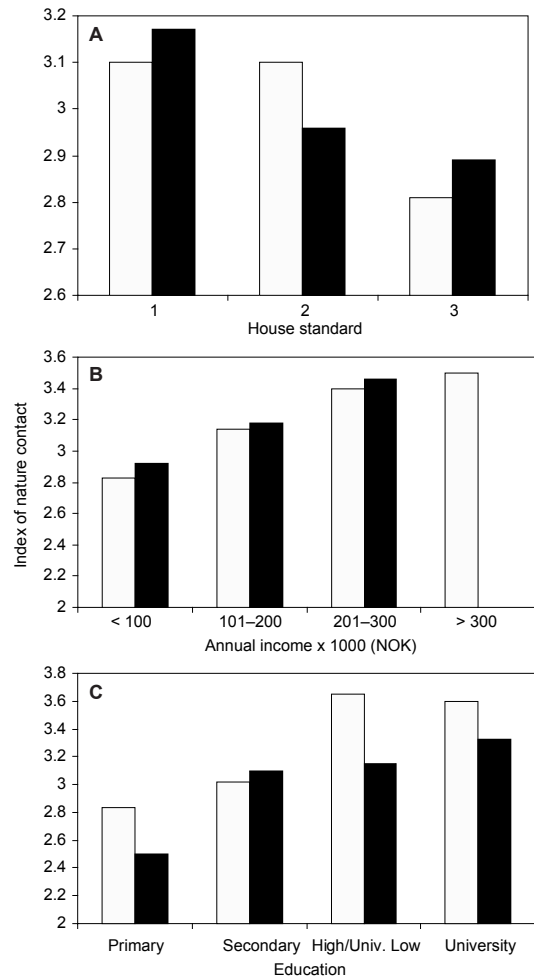 A
3.2
3.1
3
2.9
2.8
2.7
2.6
1 2 3
House standard
Index of nature contact
B
3.6
3.4
3.2
3
2.8
2.6
2.4
2.2
2
< 100 101–200 201–300 > 300
Annual income x 1000 (NOK)
C
3.8
3.6
3.4
3.2
3
2.8
2.6
2.4
2.2
2
Primary Secondary High/Univ. Low University
Education